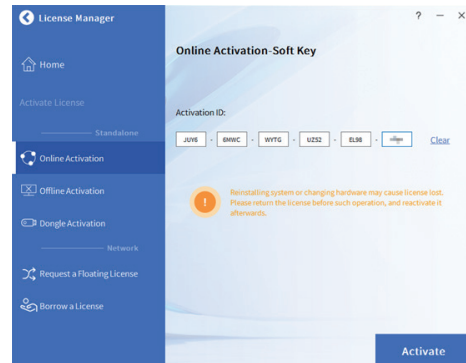 License Manager
? − ×
Home
Activate License
Standalone
Online Activation
Offline Activation
Dongle Activation
Network
Request a Floating License
Borrow a License
Online Activation-Soft Key
Activation ID:
JUY6 - 6NWC - WYTG - UZS2 - EL98 -
Clear
Reinstalling system or changing hardware may cause license lost.
Please return the license before such operation, and reactivate it
afterwards.
Activate